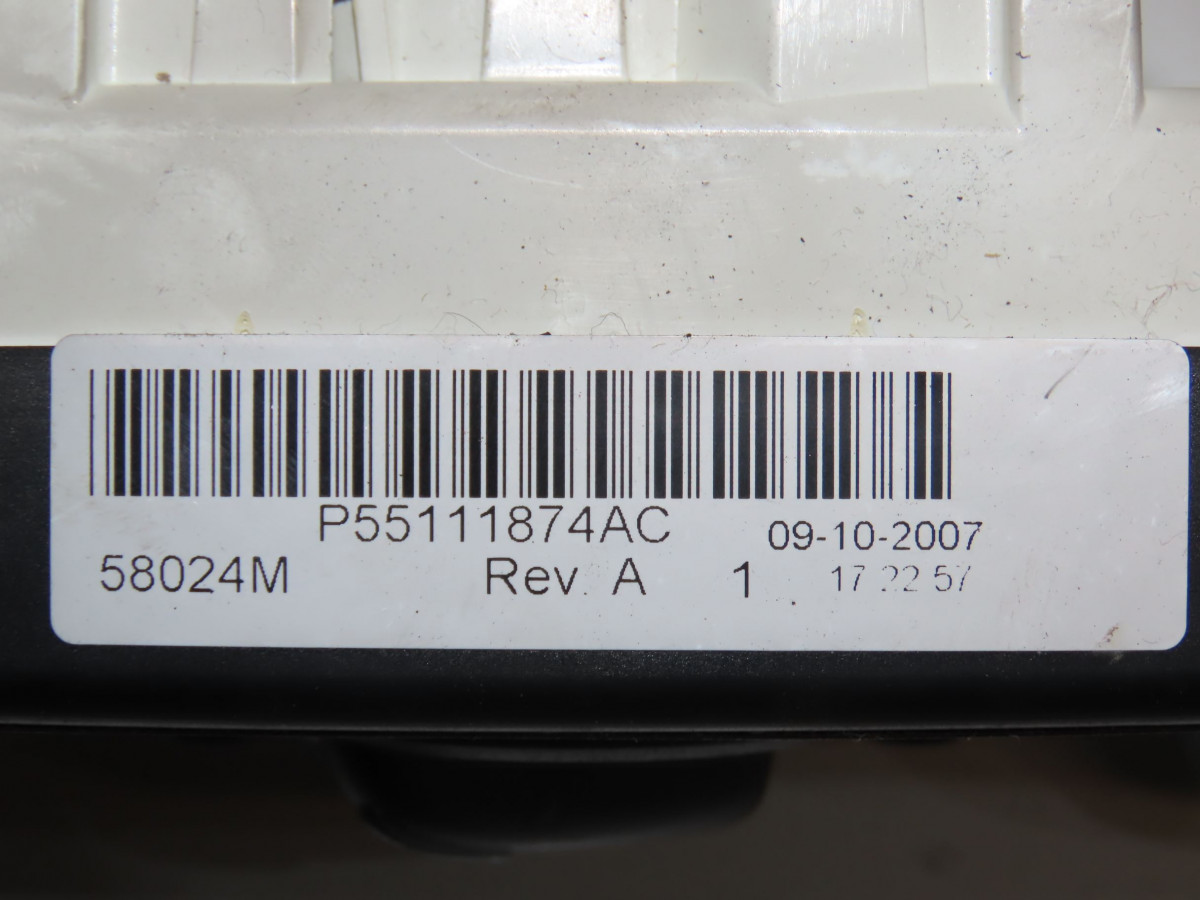 P55111874AC 09-10-2007
58024M Rev. A 1 17 22 57